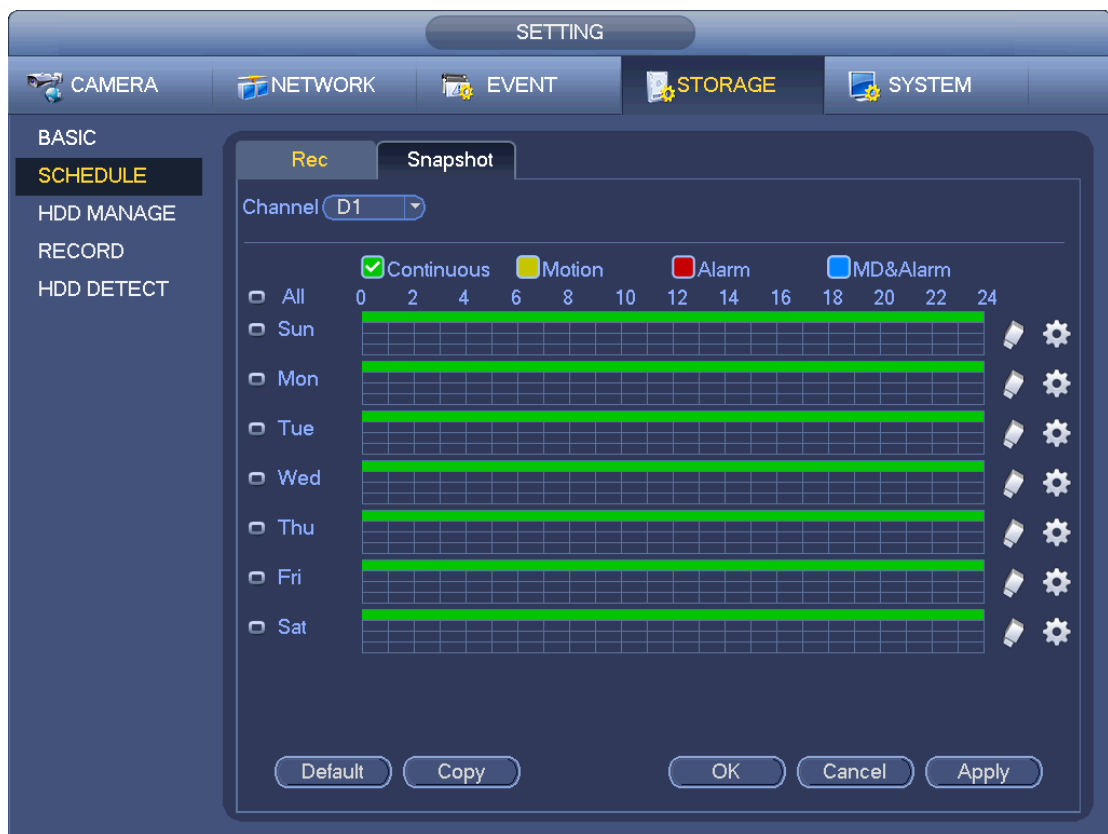 SETTING
CAMERA NETWORK EVENT STORAGE SYSTEM
BASIC
SCHEDULE
HDD MANAGE
RECORD
HDD DETECT
Rec Snapshot
Channel D1
Continuous Motion Alarm MD&Alarm
All 0 2 4 6 8 10 12 14 16 18 20 22 24
Sun
Mon
Tue
Wed
Thu
Fri
Sat
Default Copy OK Cancel Apply